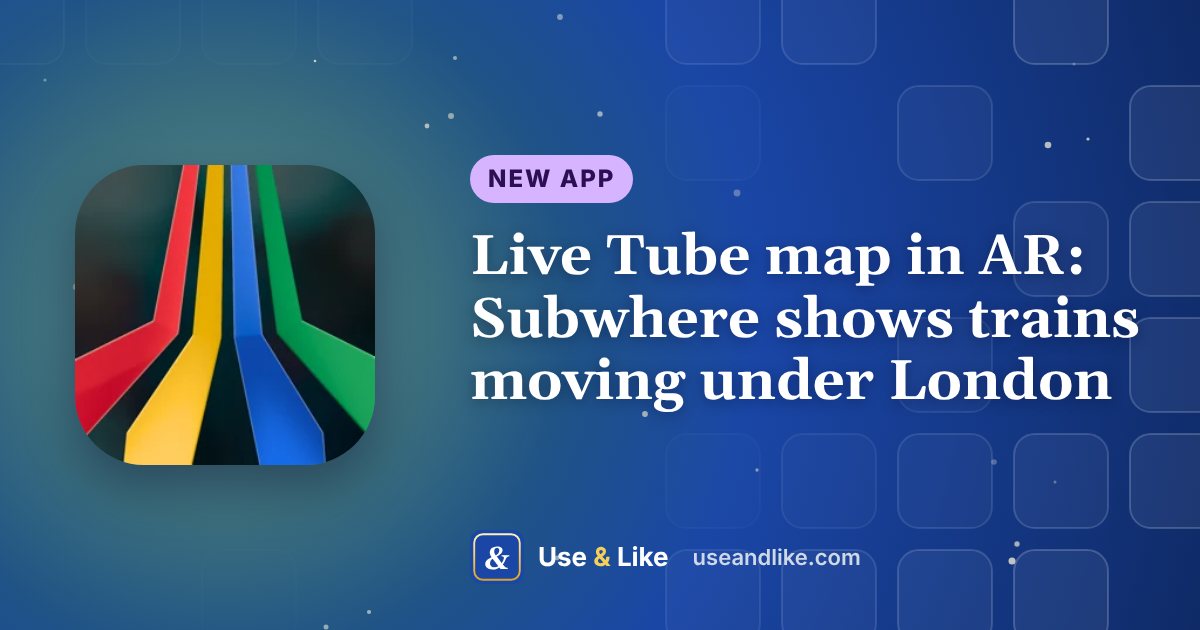 NEW APP
Live Tube map in AR:
Subwhere shows trains
moving under London
& Use & Like useandlike.com